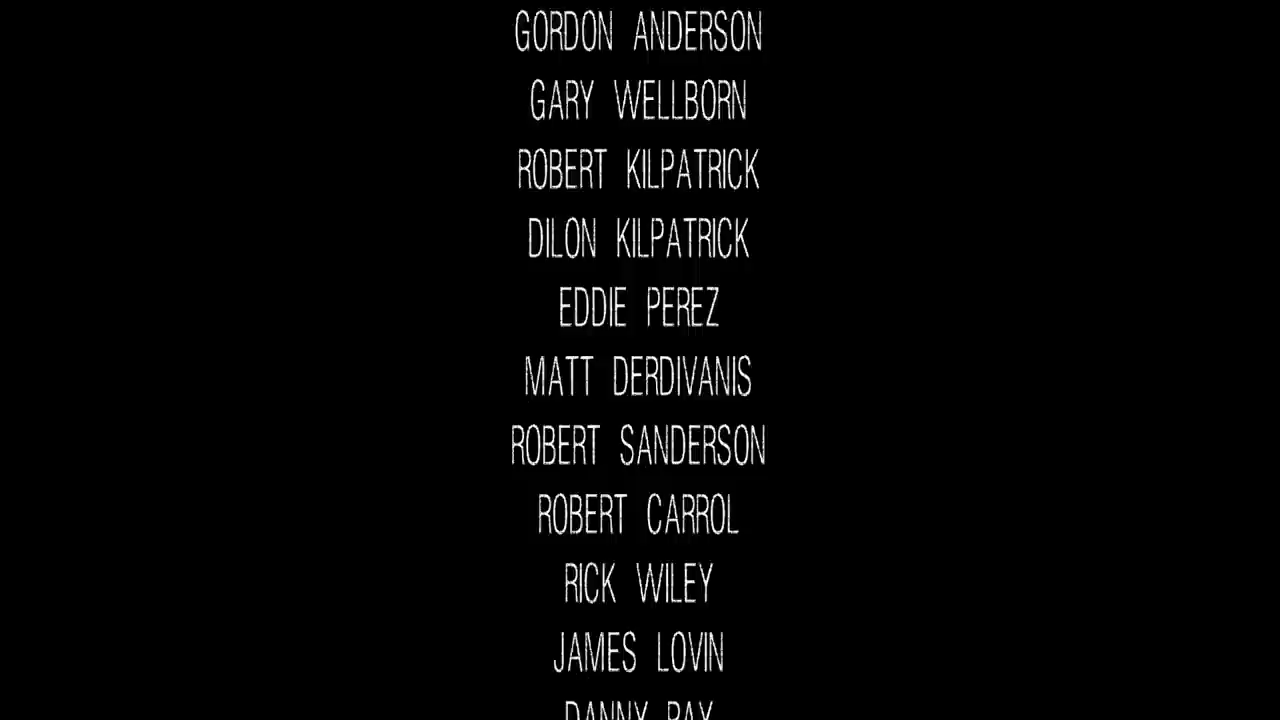 GORDON ANDERSON
GARY WELLBORN
ROBERT KILPATRICK
DILON KILPATRICK
EDDIE PEREZ
MATT DERDIVANIS
ROBERT SANDERSON
ROBERT CARROL
RICK WILEY
JAMES LOVIN
DANNY